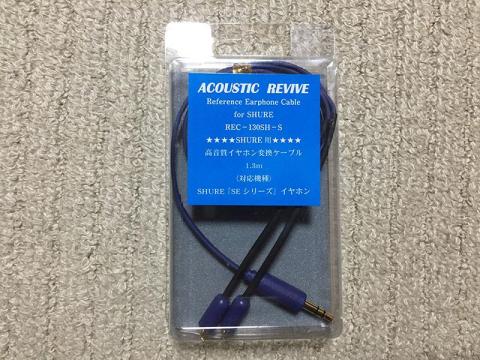 ACOUSTIC REVIVE
Reference Earphone Cable
for SHURE
REC-130SH-S
★★★★SHURE用★★★★
高音質イヤホン変換ケーブル
1.3m
（対応機種）
SHURE『SEシリーズ』イヤホン